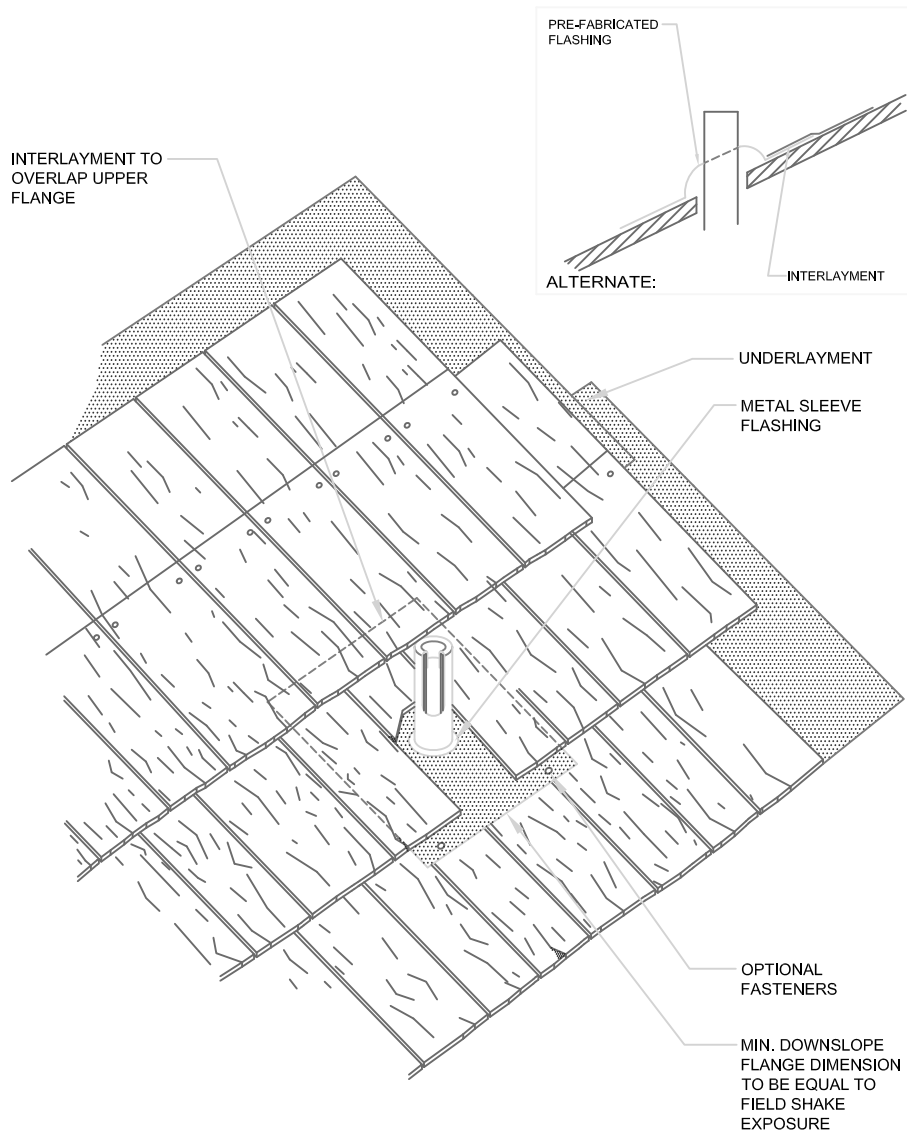 PRE-FABRICATED
FLASHING
INTERLAYMENT TO
OVERLAP UPPER
FLANGE
INTERLAYMENT
ALTERNATE:
UNDERLAYMENT
METAL SLEEVE
FLASHING
OPTIONAL
FASTENERS
MIN. DOWNSLOPE
FLANGE DIMENSION
TO BE EQUAL TO
FIELD SHAKE
EXPOSURE